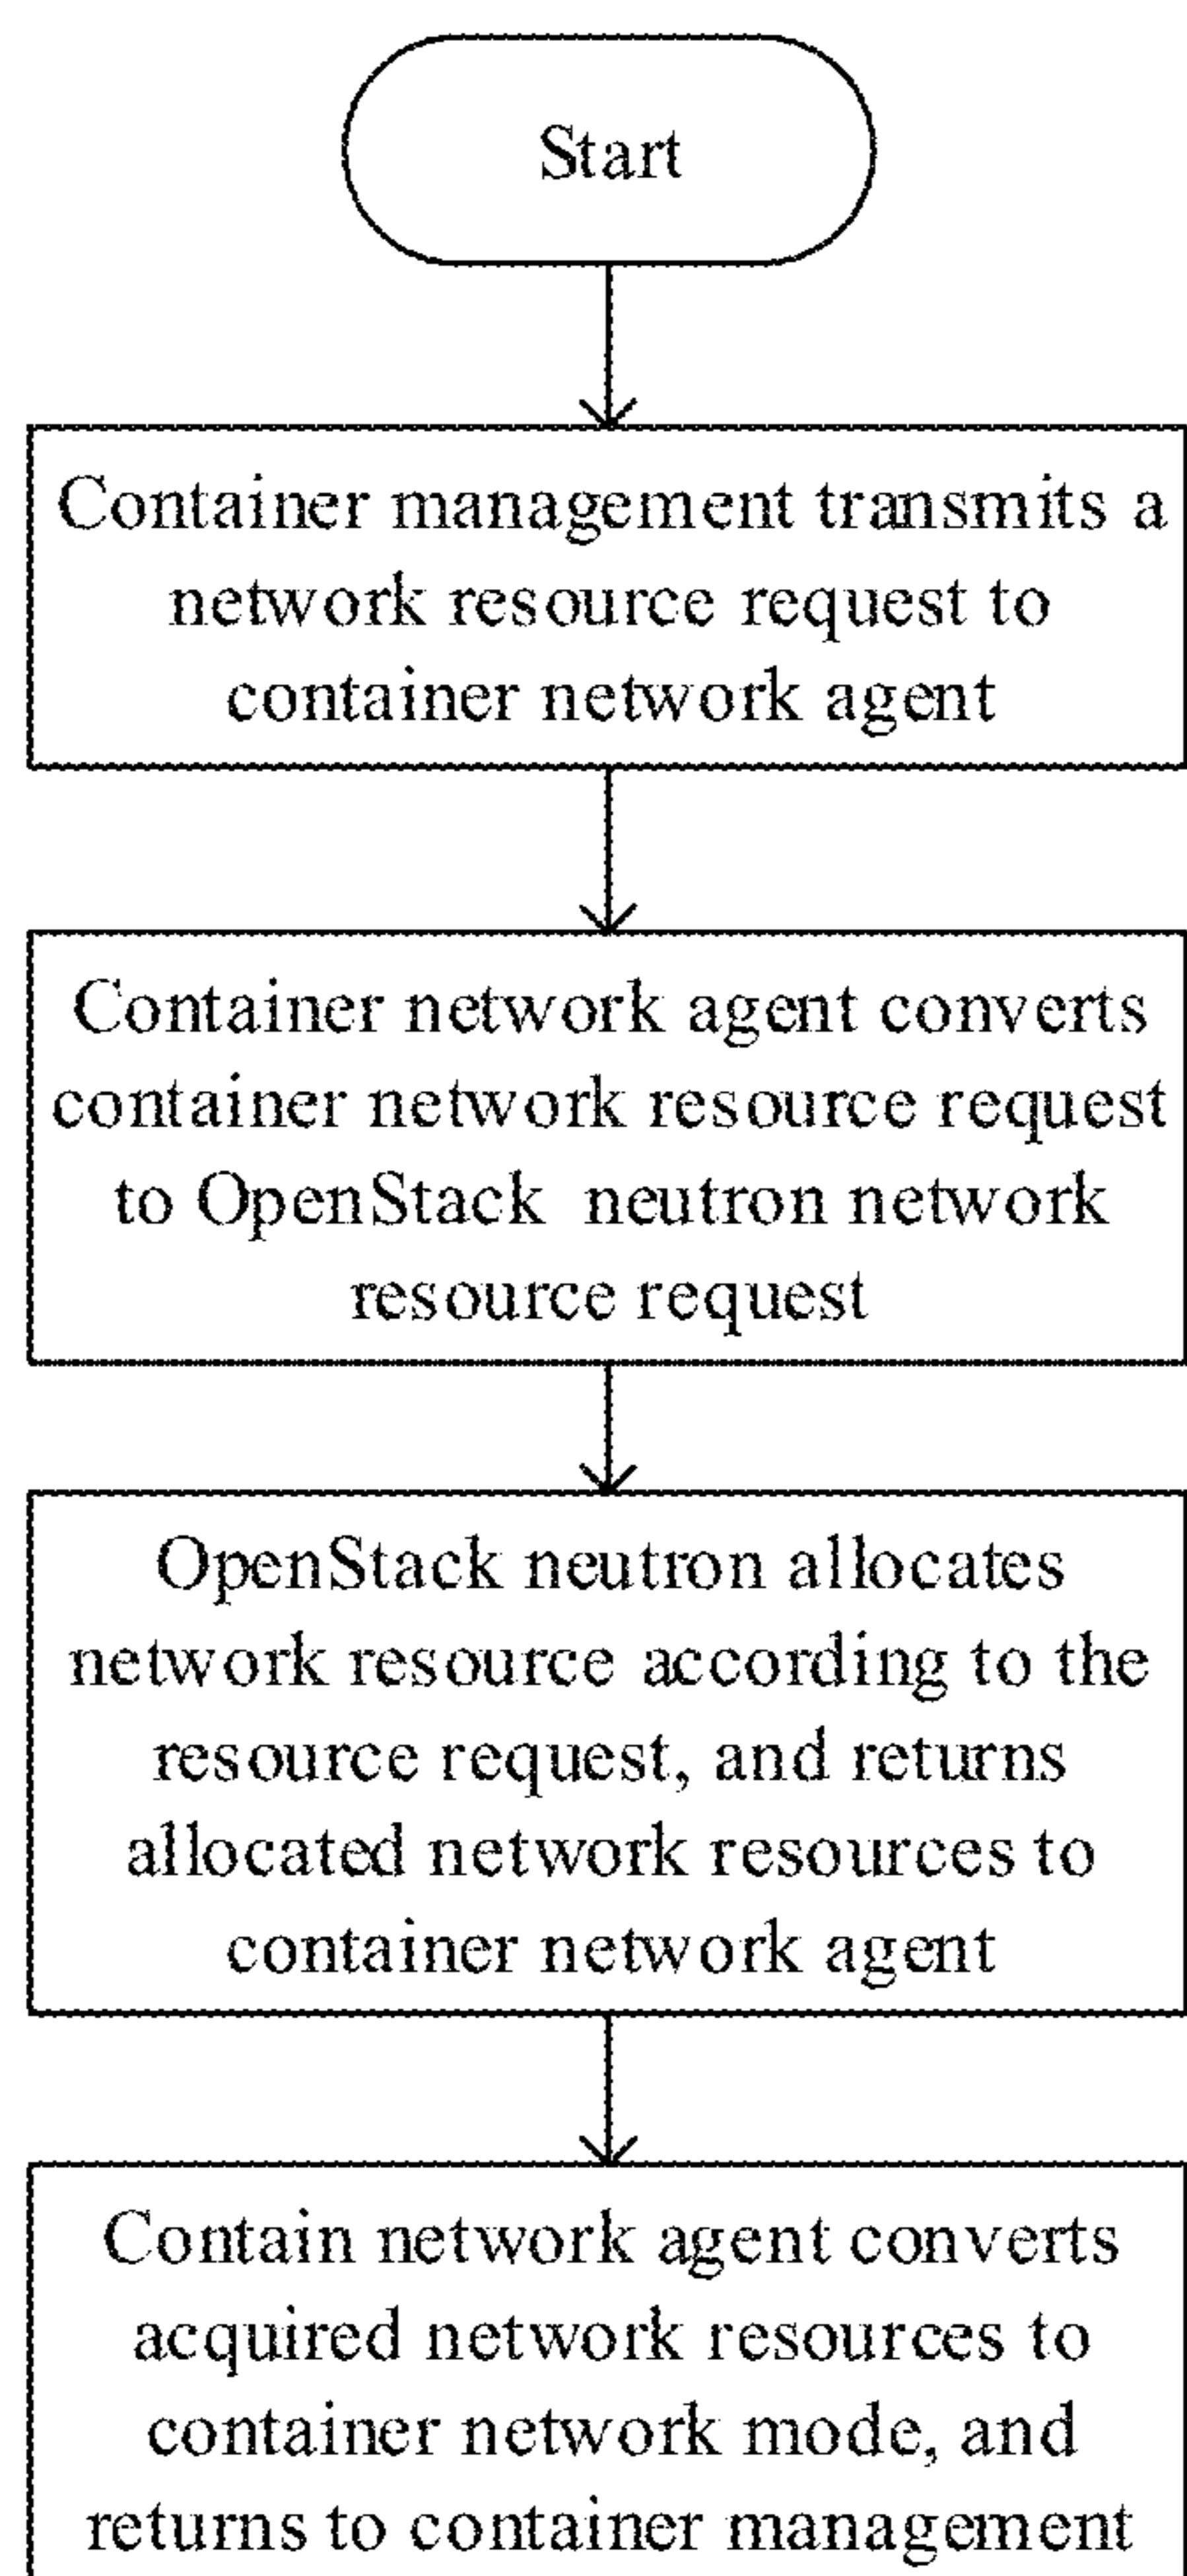 Start
Container management transmits a
network resource request to
container network agent
Container network agent converts
container network resource request
to OpenStack neutron network
resource request
OpenStack neutron allocates
network resource according to the
resource request, and returns
allocated network resources to
container network agent
Contain network agent converts
acquired network resources to
container network mode, and
returns to container management